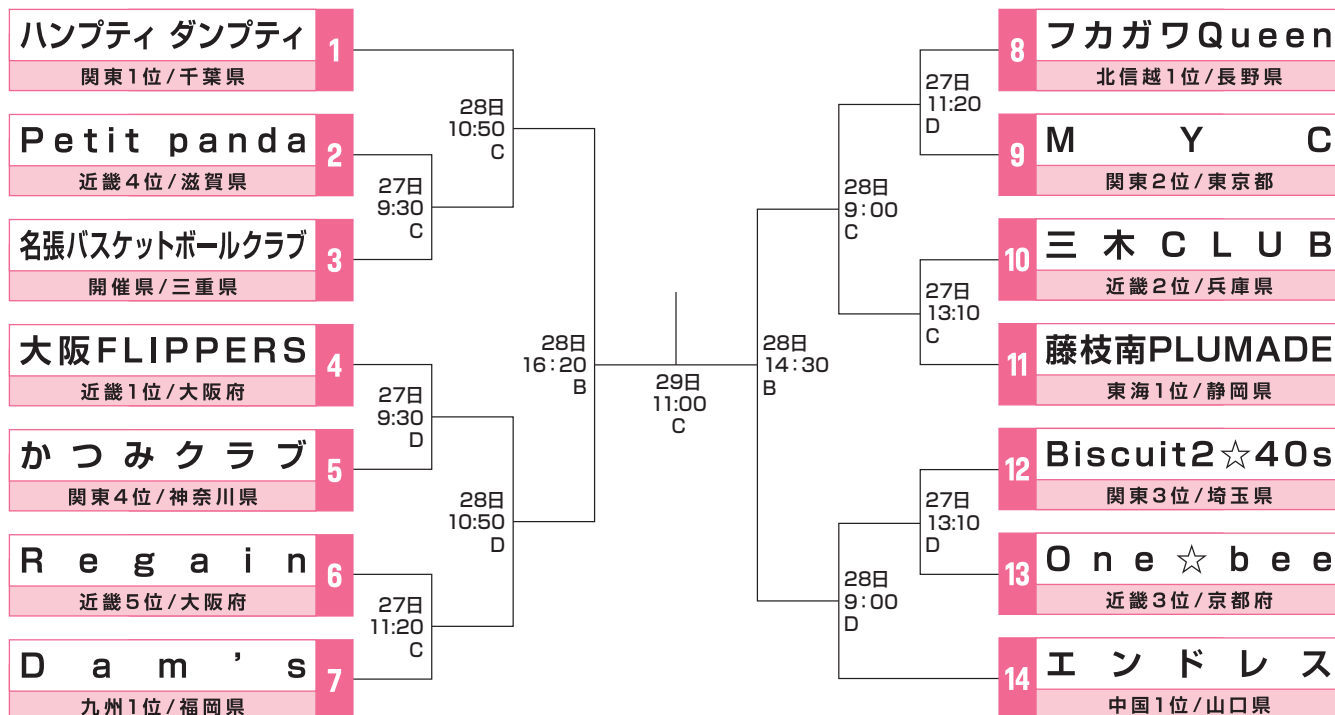 ハンプティ ダンプティ
1
関東1位/千葉県
Petit panda
2
近畿4位/滋賀県
名張バスケットボールクラブ
3
開催県/三重県
大阪FLIPPERS
4
近畿1位/大阪府
かつみクラブ
5
関東4位/神奈川県
Regain
6
近畿5位/大阪府
Dam's
7
九州1位/福岡県
28日
10:50
C
27日
9:30
C
27日
9:30
D
28日
10:50
D
27日
11:20
C
28日
16:20
B
29日
11:00
C
28日
14:30
B
28日
9:00
C
27日
11:20
D
27日
13:10
C
27日
13:10
D
28日
9:00
D
8
フカガワQueen
北信越1位/長野県
9
MYC
関東2位/東京都
10
三木CLUB
近畿2位/兵庫県
11
藤枝南PLUMADE
東海1位/静岡県
12
Biscuit2☆40s
関東3位/埼玉県
13
One☆bee
近畿3位/京都府
14
エンドレス
中国1位/山口県